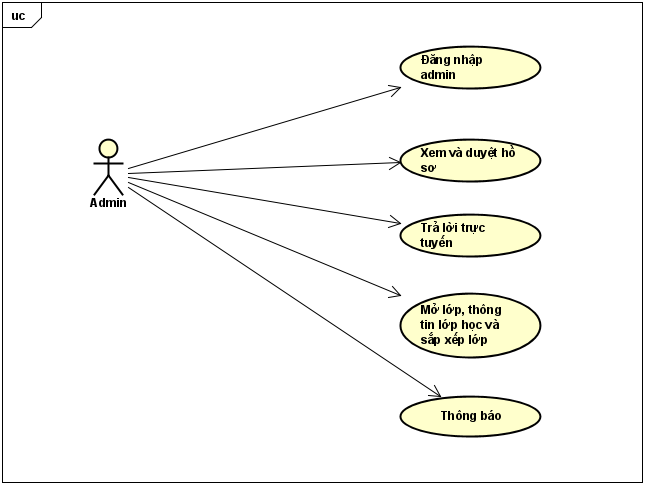 uc
Đăng nhập
admin
Xem và duyệt hồ
sơ
Admin
Trả lời trực
tuyến
Mở lớp, thông
tin lớp học và
sắp xếp lớp
Thông báo